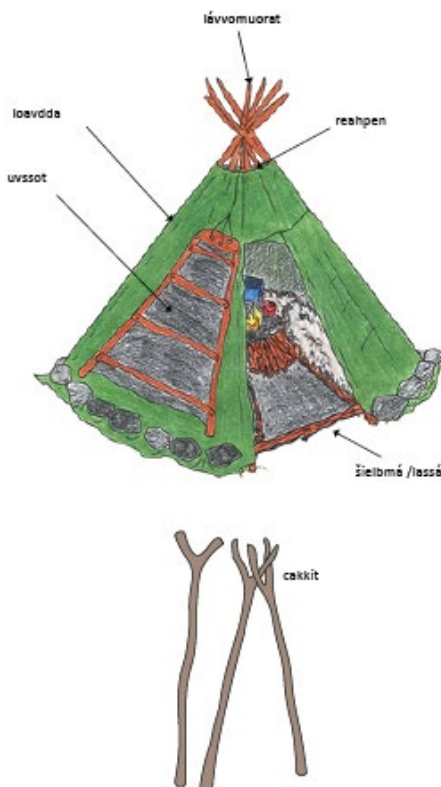 lávvomuorat
loavdda
reahpen
uvssot
šielbmá /lassá
cakkit